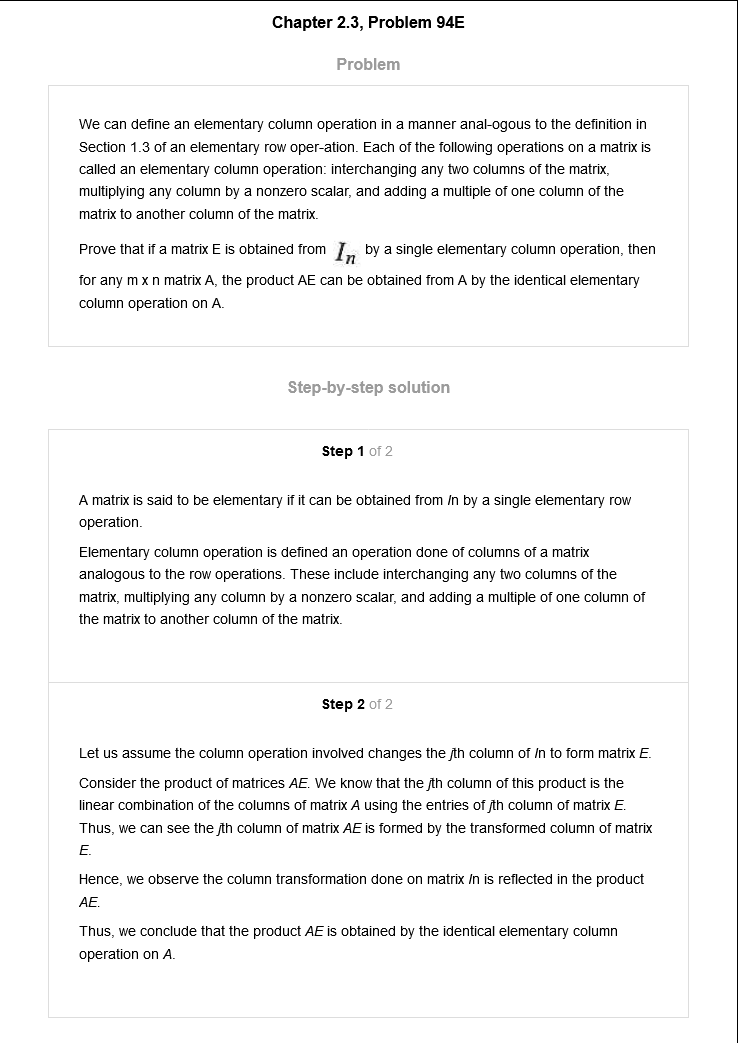 Chapter 2.3, Problem 94E
Problem
We can define an elementary column operation in a manner anal-ogous to the definition in
Section 1.3 of an elementary row oper-ation. Each of the following operations on a matrix is
called an elementary column operation: interchanging any two columns of the matrix,
multiplying any column by a nonzero scalar, and adding a multiple of one column of the
matrix to another column of the matrix.
Prove that if a matrix E is obtained from In by a single elementary column operation, then
for any m x n matrix A, the product AE can be obtained from A by the identical elementary
column operation on A.
Step-by-step solution
Step 1 of 2
A matrix is said to be elementary if it can be obtained from In by a single elementary row
operation.
Elementary column operation is defined an operation done of columns of a matrix
analogous to the row operations. These include interchanging any two columns of the
matrix, multiplying any column by a nonzero scalar, and adding a multiple of one column of
the matrix to another column of the matrix.
Step 2 of 2
Let us assume the column operation involved changes the jth column of In to form matrix E.
Consider the product of matrices AE. We know that the jth column of this product is the
linear combination of the columns of matrix A using the entries of jth column of matrix E.
Thus, we can see the jth column of matrix AE is formed by the transformed column of matrix
E.
Hence, we observe the column transformation done on matrix In is reflected in the product
AE.
Thus, we conclude that the product AE is obtained by the identical elementary column
operation on A.